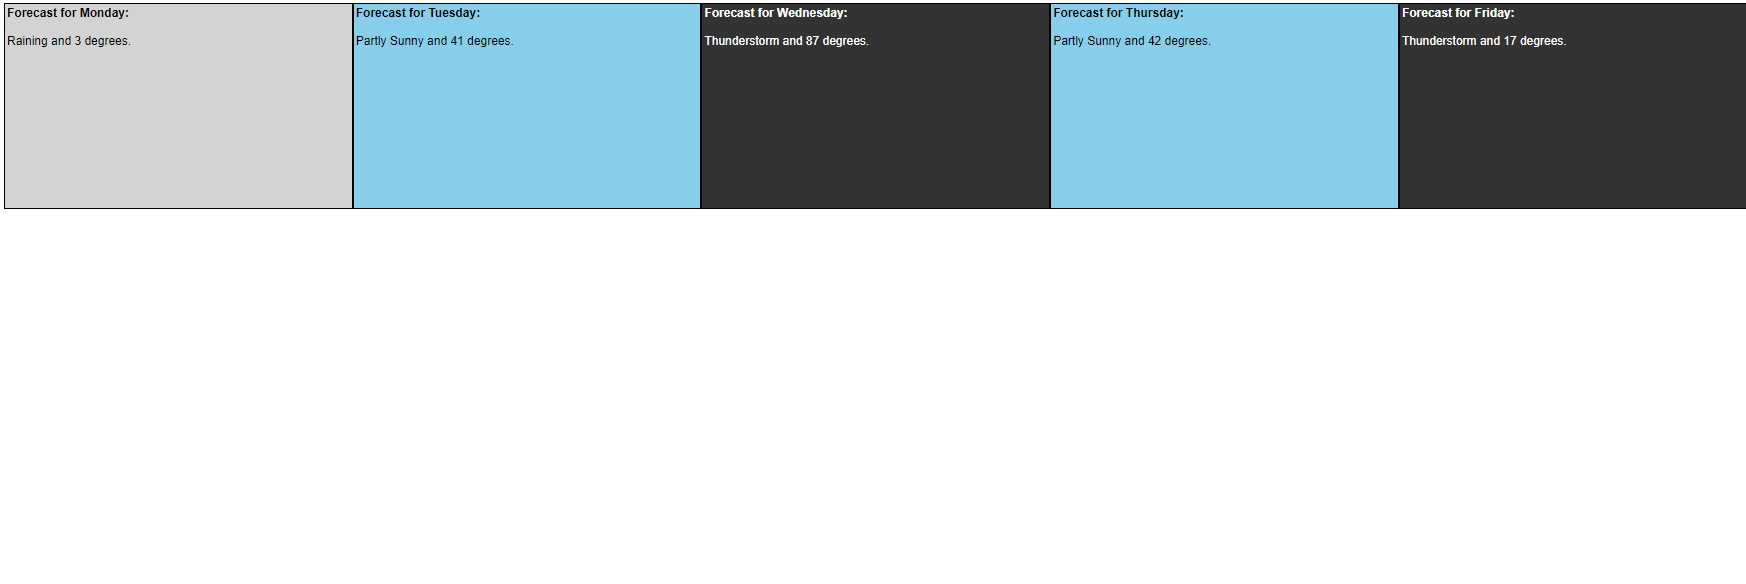 Forecast for Monday:
Raining and 3 degrees.
Forecast for Tuesday:
Partly Sunny and 41 degrees.
Forecast for Wednesday:
Thunderstorm and 87 degrees.
Forecast for Thursday:
Partly Sunny and 42 degrees.
Forecast for Friday:
Thunderstorm and 17 degrees.